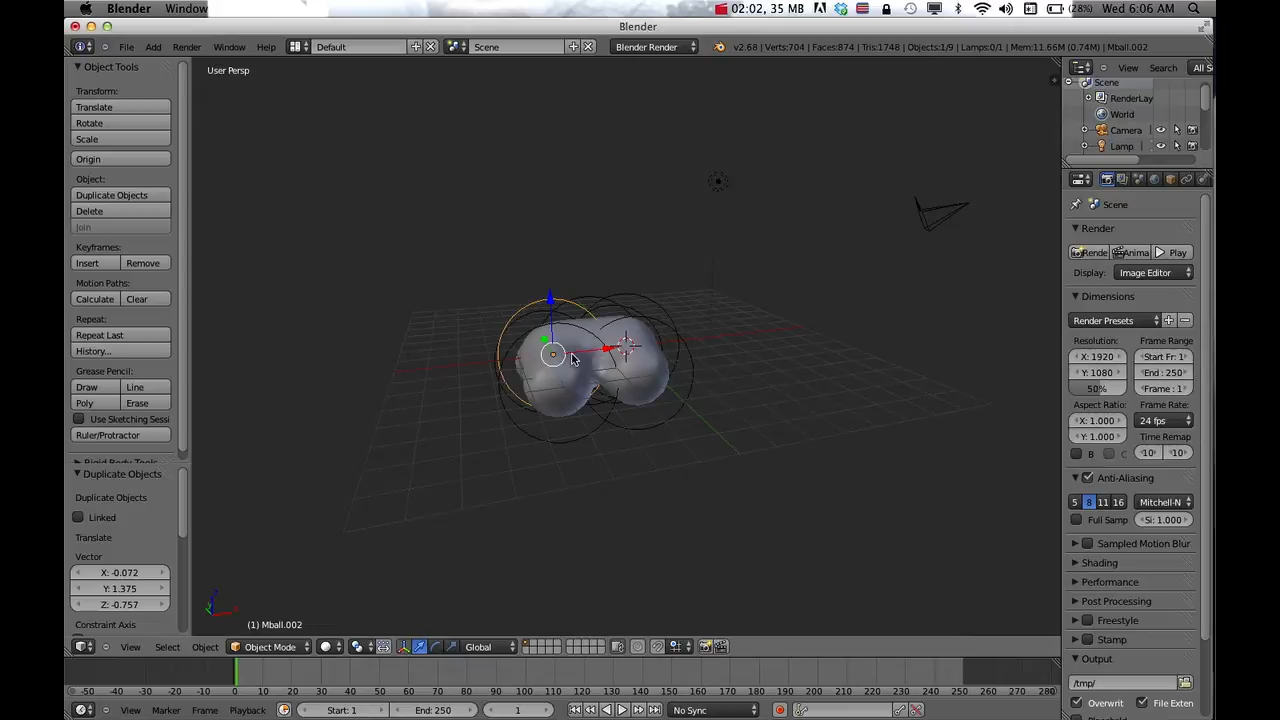 Blender Window 02:02, 35 MB (28%) Wed 6:06 AM
Blender
File Add Render Window Help Default Scene Blender Render v2.68 | Verts:704 | Faces:874 | Tris:1748 | Objects:1/9 | Lamps:0/1 | Mem:11.66M (0.74M) | Mball.002
Object Tools
Transform:
Translate
Rotate
Scale
Origin
Object:
Duplicate Objects
Delete
Join
Keyframes:
Insert Remove
Motion Paths:
Calculate Clear
Repeat:
Repeat Last
History...
Grease Pencil:
Draw Line
Poly Erase
Use Sketching Sessi
Ruler/Protractor
Rigid Body Tools
Duplicate Objects
Duplicate Objects
Linked
Translate
Vector
X: -0.072
Y: 1.375
Z: -0.757
Constraint Axis
User Persp
(1) Mball.002
View Select Object Object Mode Global
View Search All S
Scene
RenderLay
World
Camera
Lamp
Scene
Render
Rende Anima Play
Display: Image Editor
Dimensions
Render Presets
Resolution: Frame Range
X: 1920 Start Fr: 1
Y: 1080 End : 250
50% Frame : 1
Aspect Ratio: Frame Rate:
X: 1.000 24 fps
Y: 1.000 Time Remap
B C 10 10
Anti-Aliasing
5 8 11 16 Mitchell-N
Full Samp Si: 1.000
Sampled Motion Blur
Shading
Performance
Post Processing
Freestyle
Stamp
Output
/tmp/
Overwrit File Exten
-50 -40 -30 -20 -10 0 10 20 30 40 50 60 70 80 90 100 110 120 130 140 150 160 170 180 190 200 210 220 230 240 250 260 270 280
View Marker Frame Playback Start: 1 End: 250 1 No Sync